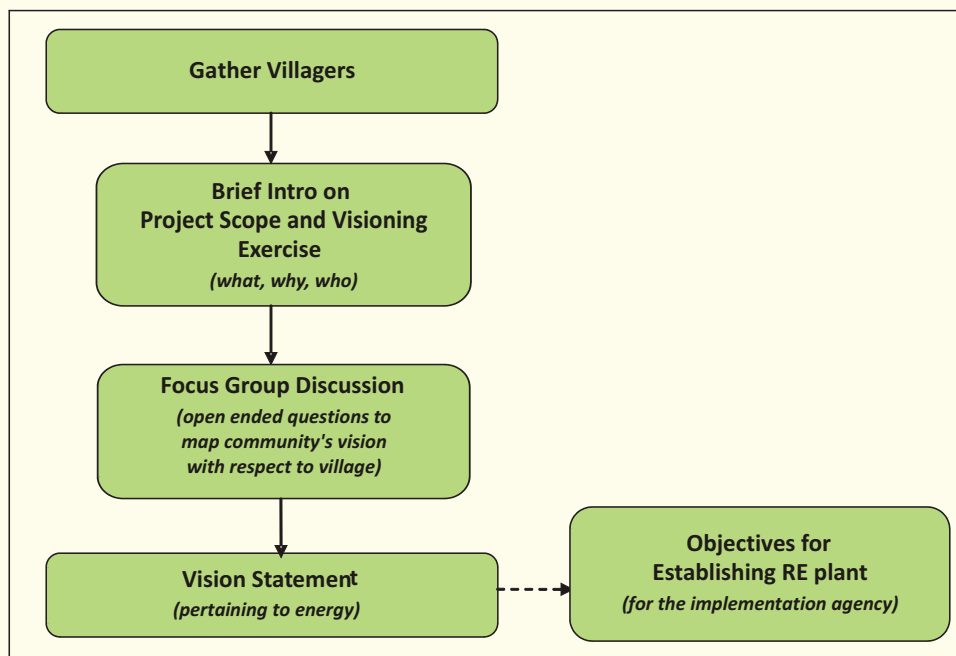 Gather Villagers
Brief Intro on
Project Scope and Visioning
Exercise
(what, why, who)
Focus Group Discussion
(open ended questions to
map community's vision
with respect to village)
Vision Statement
(pertaining to energy)
Objectives for
Establishing RE plant
(for the implementation agency)